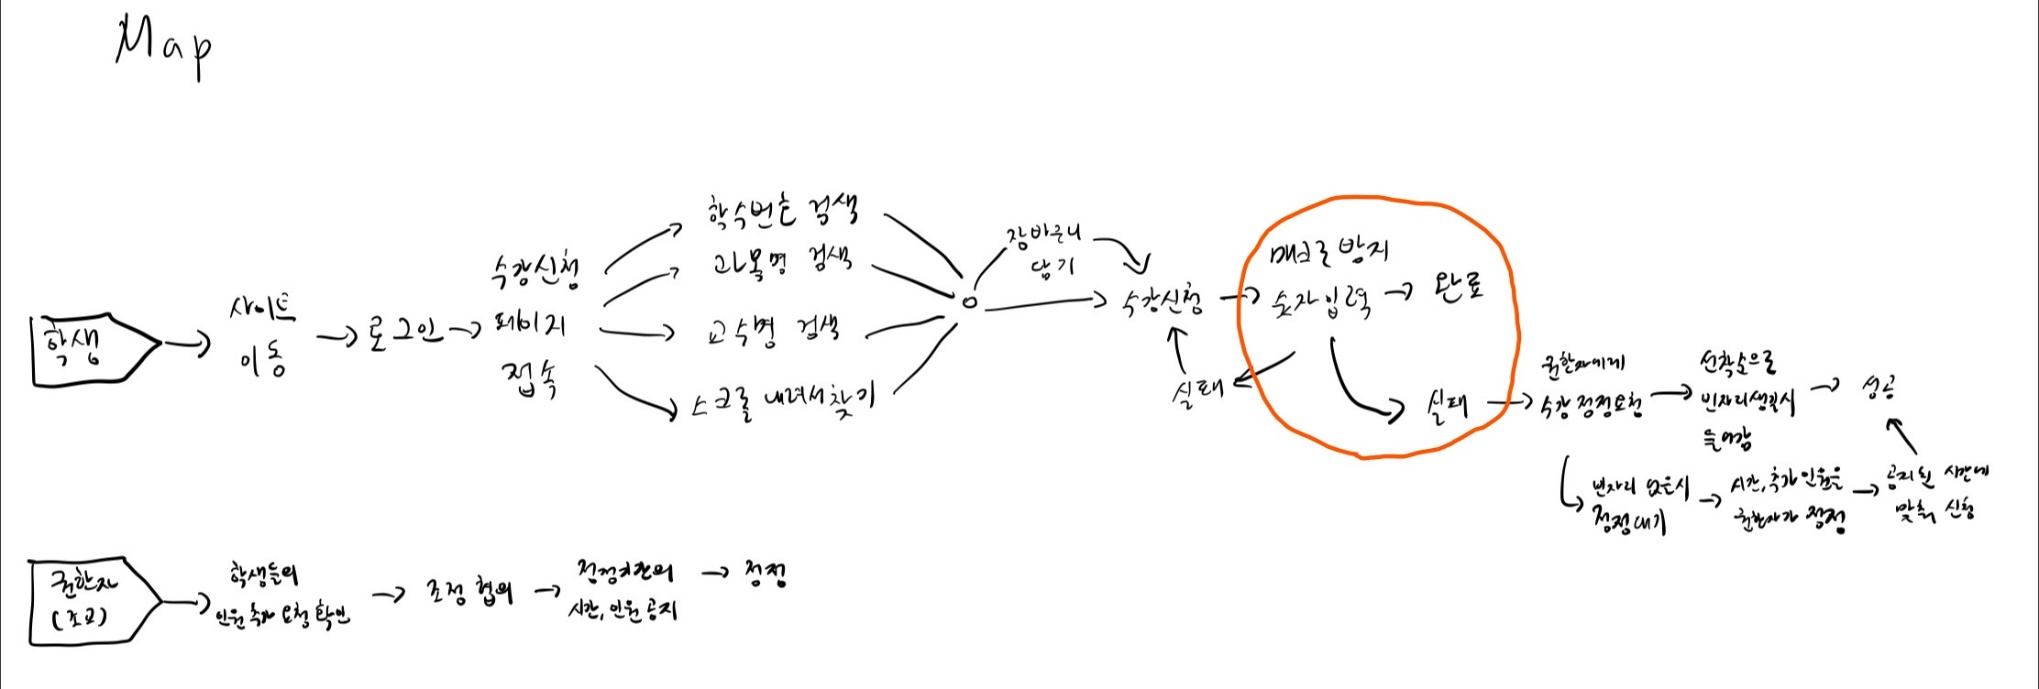 Map
학생
사이트
이동
로그인
수강신청
페이지
접속
학수번호 검색
과목명 검색
교수명 검색
스크롤 내려서 찾기
장바구니
담기
수강신청
실패
매크로 방지
숫자 입력
완료
실패
권한자에게
수강 정정요청
선착순으로
빈자리생길시
들어감
성공
빈자리 없을시
정정대기
시간, 추가 인원을
권한자가 정정
공지된 시간에
맞춰 신청
권한자
(조교)
학생들의
인원 추가 요청 확인
조정 협의
정정기간의
시간, 인원 공지
정정